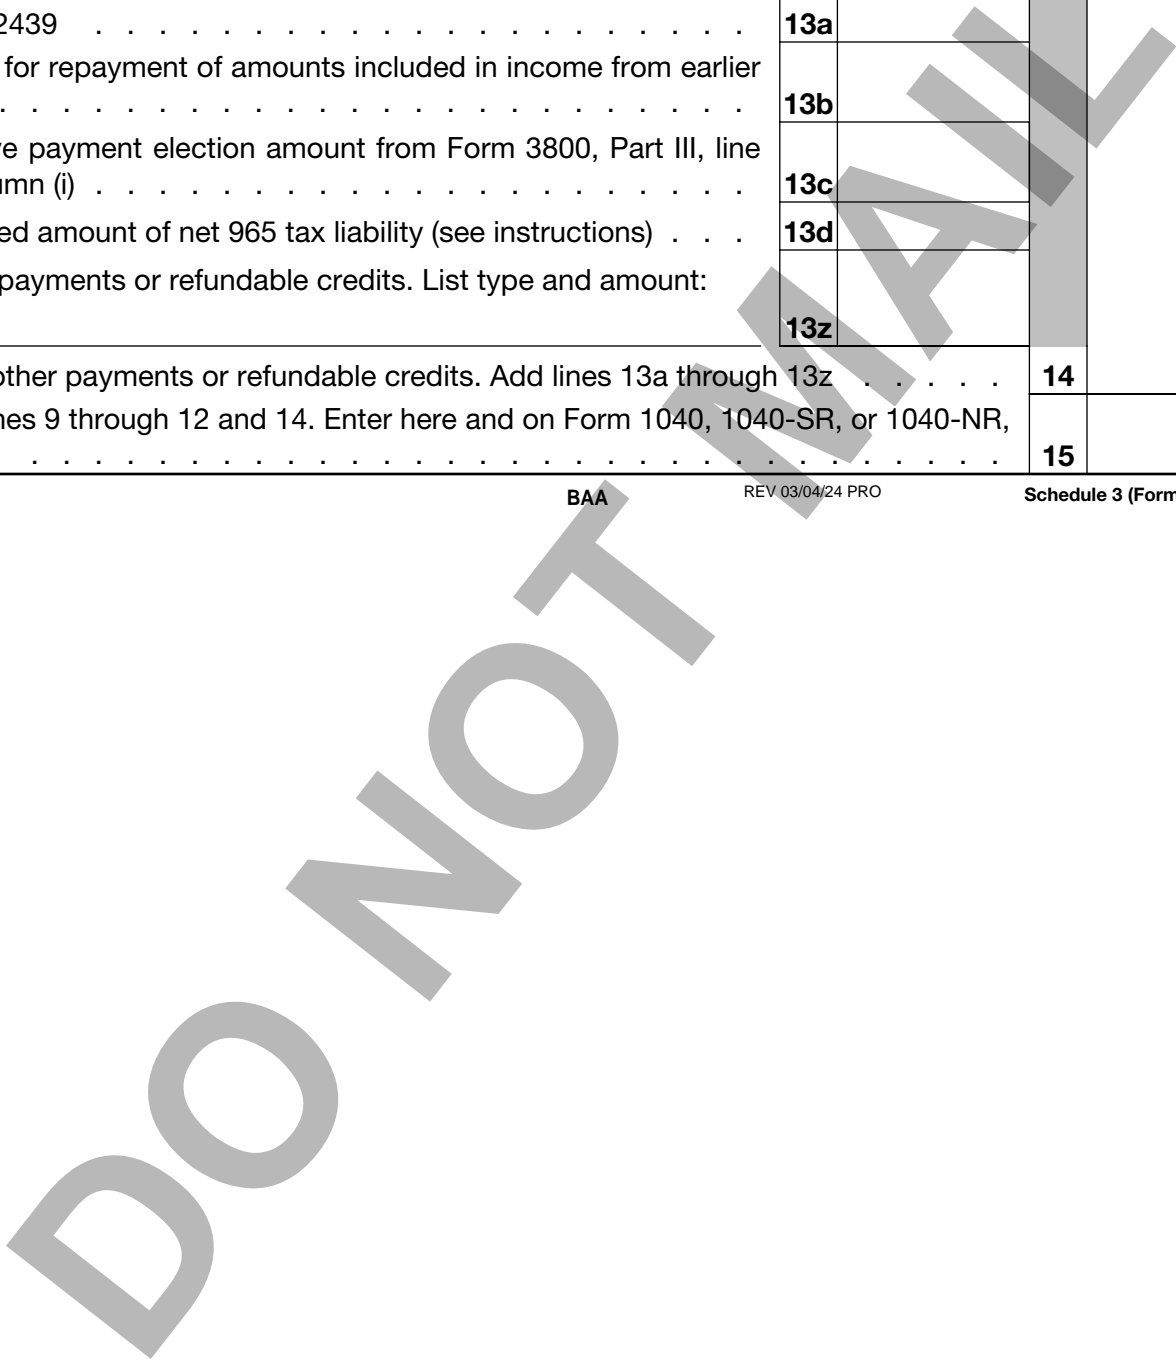 2439 . . . . . . . . . . . . . . . . . . . . . 13a
for repayment of amounts included in income from earlier
. . . . . . . . . . . . . . . . . . . . . . . . 13b
payment election amount from Form 3800, Part III, line
(i) . . . . . . . . . . . . . . . . . . . . . 13c
amount of net 965 tax liability (see instructions) . . . 13d
payments or refundable credits. List type and amount:
13z
other payments or refundable credits. Add lines 13a through 13z . . . . . 14
9 through 12 and 14. Enter here and on Form 1040, 1040-SR, or 1040-NR,
. . . . . . . . . . . . . . . . . . . . . . . . . . . . . . . 15
BAA REV 03/04/24 PRO Schedule 3 (Form
DO NOT MAIL